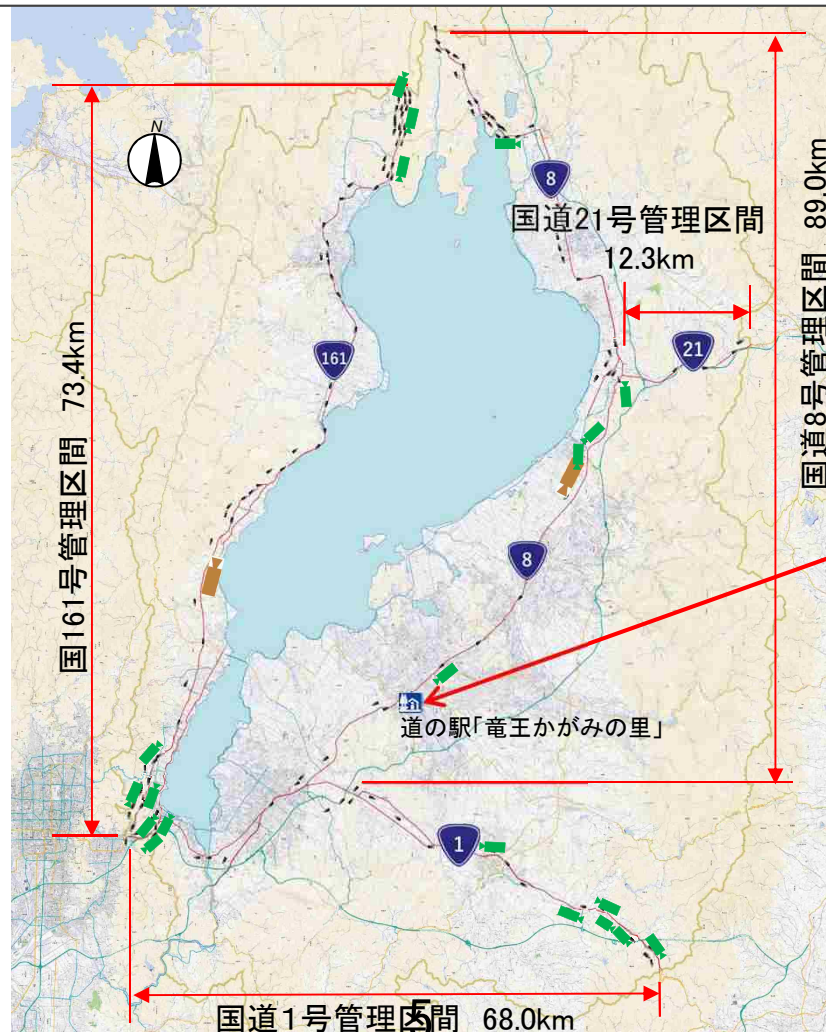 N
8
国道21号管理区間
12.3km
国道8号管理区間 89.0km
161
21
国161号管理区間 73.4km
8
道の駅「竜王かがみの里」
1
国道1号管理区間 68.0km
5